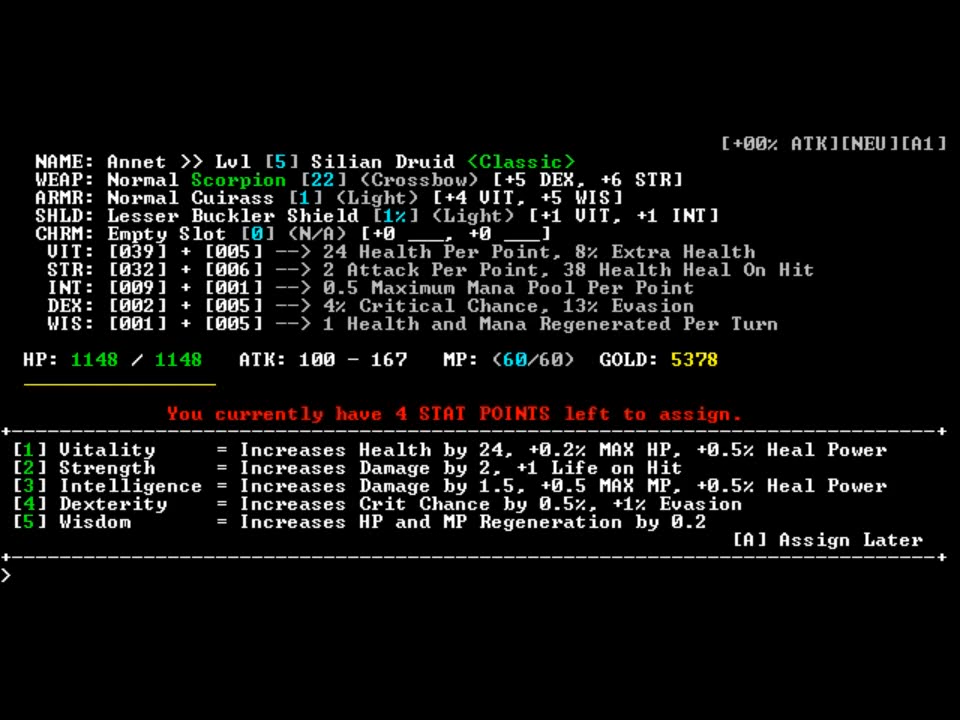 [+00% ATK][NEU][A1]
NAME: Annet >> Lvl [5] Silian Druid <Classic>
WEAP: Normal Scorpion [22] (Crossbow) [+5 DEX, +6 STR]
ARMR: Normal Cuirass [1] (Light) [+4 VIT, +5 WIS]
SHLD: Lesser Buckler Shield [1%] (Light) [+1 VIT, +1 INT]
CHRM: Empty Slot [0] (N/A) [+0 ___, +0 ___]
VIT: [039] + [005] --> 24 Health Per Point, 8% Extra Health
STR: [032] + [006] --> 2 Attack Per Point, 38 Health Heal On Hit
INT: [009] + [001] --> 0.5 Maximum Mana Pool Per Point
DEX: [002] + [005] --> 4% Critical Chance, 13% Evasion
WIS: [001] + [005] --> 1 Health and Mana Regenerated Per Turn
HP: 1148 / 1148 ATK: 100 - 167 MP: (60/60) GOLD: 5378
You currently have 4 STAT POINTS left to assign.
[1] Vitality = Increases Health by 24, +0.2% MAX HP, +0.5% Heal Power
[2] Strength = Increases Damage by 2, +1 Life on Hit
[3] Intelligence = Increases Damage by 1.5, +0.5 MAX MP, +0.5% Heal Power
[4] Dexterity = Increases Crit Chance by 0.5%, +1% Evasion
[5] Wisdom = Increases HP and MP Regeneration by 0.2
[A] Assign Later
>